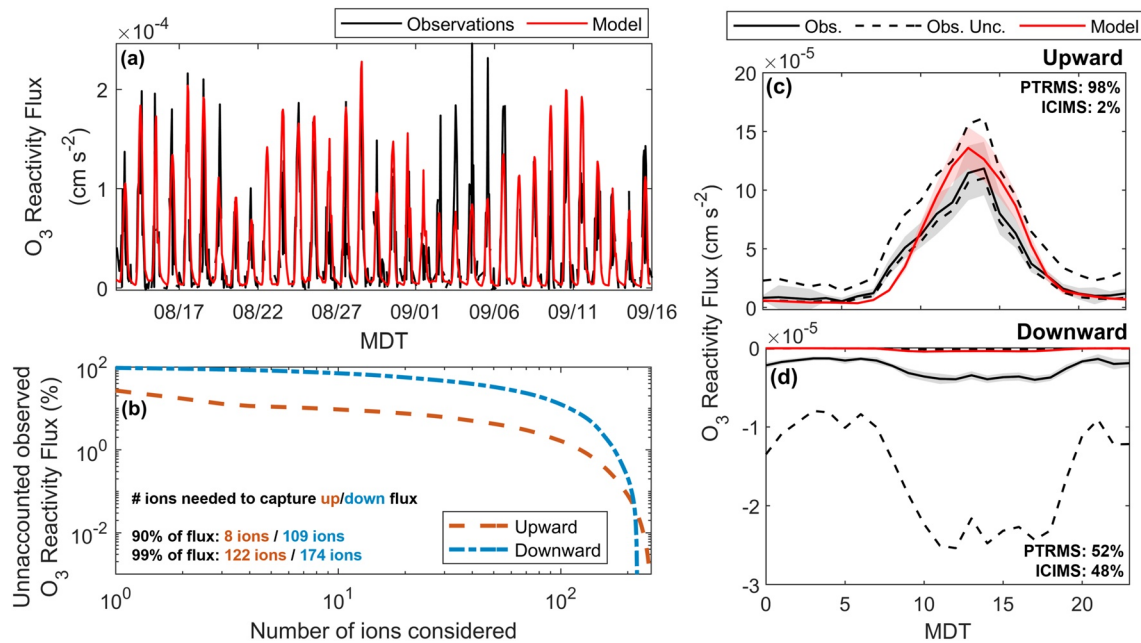 Observations Model
×10⁻⁴
(a)
O₃ Reactivity Flux
(cm s⁻²)
2
1
0
08/17 08/22 08/27 09/01 09/06 09/11 09/16
MDT
Unnaccounted observed
O₃ Reactivity Flux (%)
10²
10⁰
10⁻²
(b)
# ions needed to capture up/down flux
90% of flux: 8 ions / 109 ions
99% of flux: 122 ions / 174 ions
Upward
Downward
10⁰ 10¹ 10²
Number of ions considered
Obs. Obs. Unc. Model
×10⁻⁵ Upward
(c)
PTRMS: 98%
ICIMS: 2%
20
15
10
5
0
O₃ Reactivity Flux (cm s⁻²)
×10⁻⁵ Downward
(d)
0
-1
-2
-3
PTRMS: 52%
ICIMS: 48%
0 5 10 15 20
MDT